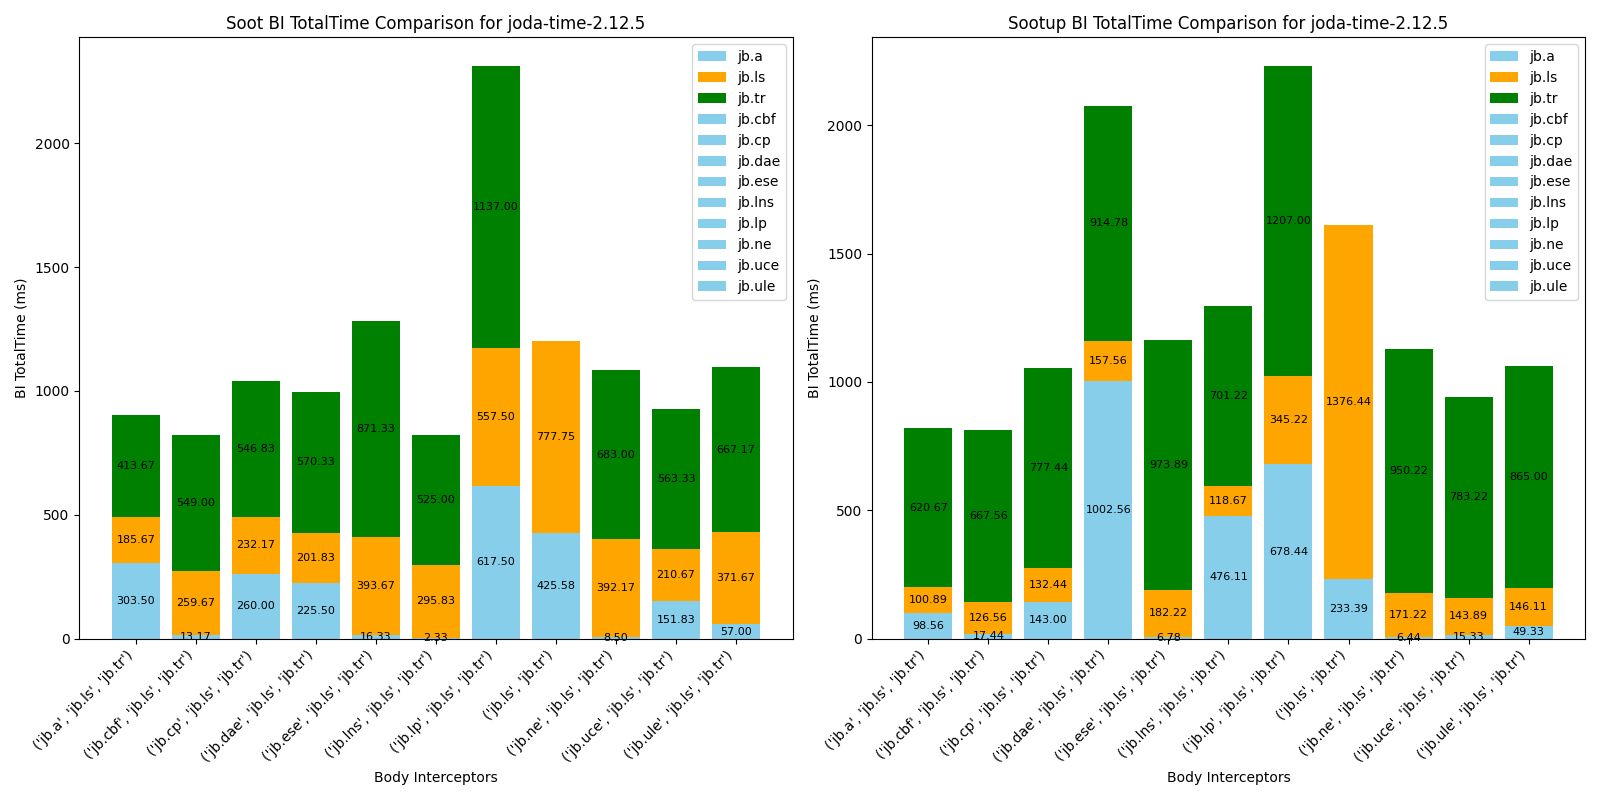 Soot BI TotalTime Comparison for joda-time-2.12.5
BI TotalTime (ms)
2000
1500
1000
500
0
jb.a
jb.ls
jb.tr
jb.cbf
jb.cp
jb.dae
jb.ese
jb.lns
jb.lp
jb.ne
jb.uce
jb.ule
413.67
185.67
303.50
549.00
259.67
13.17
546.83
232.17
260.00
570.33
201.83
225.50
871.33
393.67
16.33
525.00
295.83
2.33
1137.00
557.50
617.50
777.75
425.58
683.00
392.17
8.50
563.33
210.67
151.83
667.17
371.67
57.00
('jb.a', 'jb.ls', 'jb.tr')
('jb.cbf', 'jb.ls', 'jb.tr')
('jb.cp', 'jb.ls', 'jb.tr')
('jb.dae', 'jb.ls', 'jb.tr')
('jb.ese', 'jb.ls', 'jb.tr')
('jb.lns', 'jb.ls', 'jb.tr')
('jb.lp', 'jb.ls', 'jb.tr')
('jb.ls', 'jb.tr')
('jb.ne', 'jb.ls', 'jb.tr')
('jb.uce', 'jb.ls', 'jb.tr')
('jb.ule', 'jb.ls', 'jb.tr')
Body Interceptors
Sootup BI TotalTime Comparison for joda-time-2.12.5
BI TotalTime (ms)
2000
1500
1000
500
0
jb.a
jb.ls
jb.tr
jb.cbf
jb.cp
jb.dae
jb.ese
jb.lns
jb.lp
jb.ne
jb.uce
jb.ule
620.67
100.89
98.56
667.56
126.56
17.44
777.44
132.44
143.00
914.78
157.56
1002.56
973.89
182.22
6.78
701.22
118.67
476.11
1207.00
345.22
678.44
1376.44
233.39
950.22
171.22
6.44
783.22
143.89
15.33
865.00
146.11
49.33
('jb.a', 'jb.ls', 'jb.tr')
('jb.cbf', 'jb.ls', 'jb.tr')
('jb.cp', 'jb.ls', 'jb.tr')
('jb.dae', 'jb.ls', 'jb.tr')
('jb.ese', 'jb.ls', 'jb.tr')
('jb.lns', 'jb.ls', 'jb.tr')
('jb.lp', 'jb.ls', 'jb.tr')
('jb.ls', 'jb.tr')
('jb.ne', 'jb.ls', 'jb.tr')
('jb.uce', 'jb.ls', 'jb.tr')
('jb.ule', 'jb.ls', 'jb.tr')
Body Interceptors